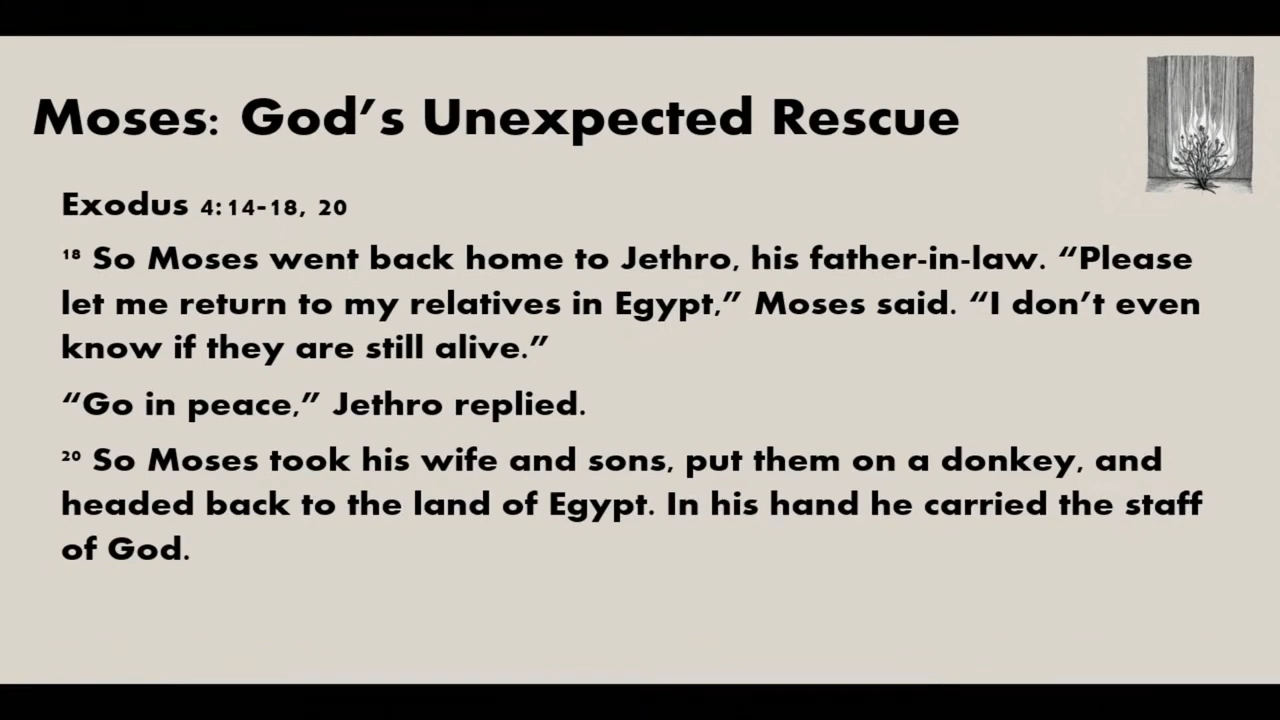 Moses: God’s Unexpected Rescue
Exodus 4:14-18, 20
¹⁸ So Moses went back home to Jethro, his father-in-law. “Please
let me return to my relatives in Egypt,” Moses said. “I don’t even
know if they are still alive.”
“Go in peace,” Jethro replied.
²⁰ So Moses took his wife and sons, put them on a donkey, and
headed back to the land of Egypt. In his hand he carried the staff
of God.